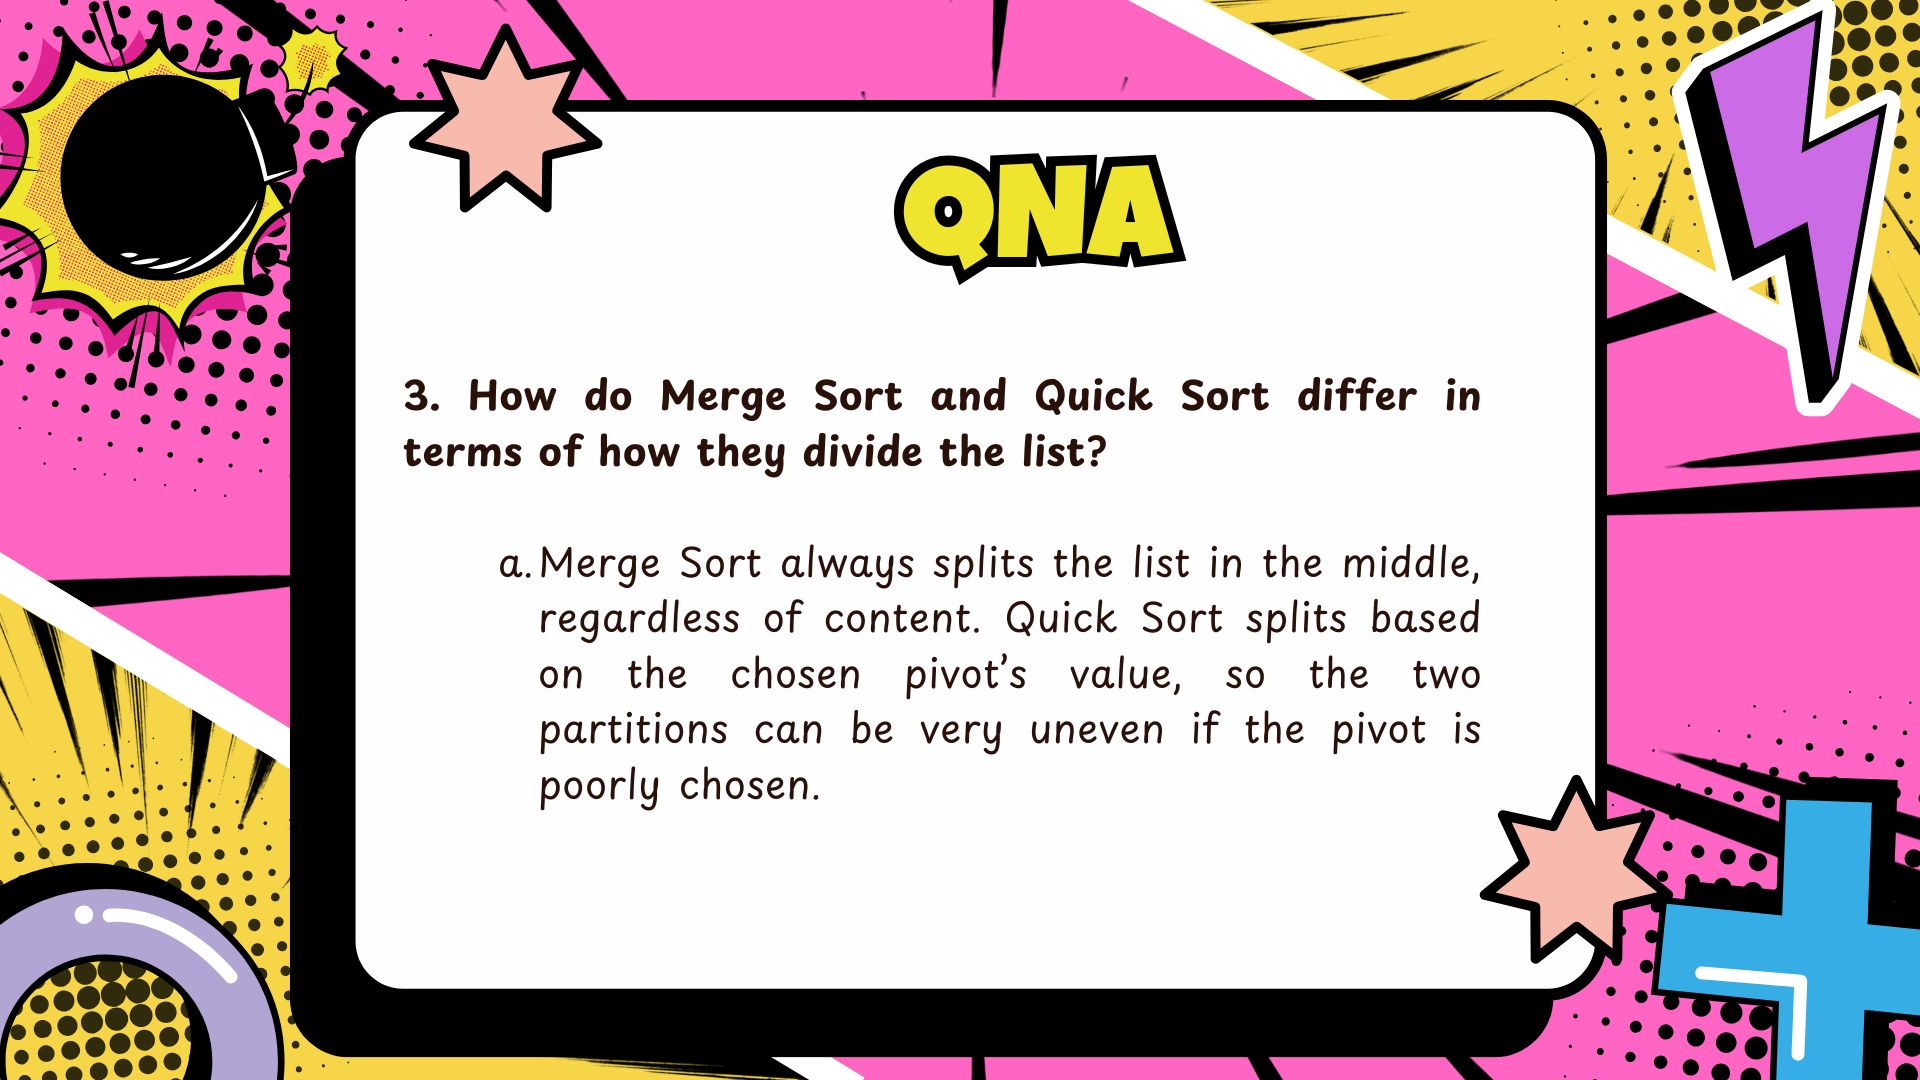 QNA
3. How do Merge Sort and Quick Sort differ in
terms of how they divide the list?
a. Merge Sort always splits the list in the middle,
regardless of content. Quick Sort splits based
on the chosen pivot’s value, so the two
partitions can be very uneven if the pivot is
poorly chosen.